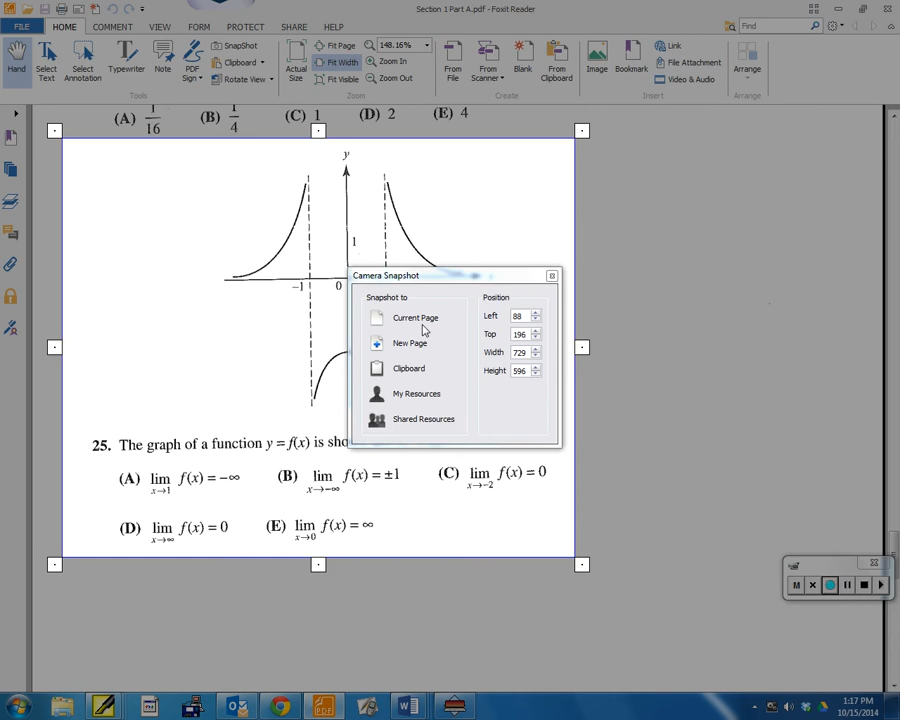 Section 1 Part A.pdf - Foxit Reader
FILE HOME COMMENT VIEW FORM PROTECT SHARE HELP Find
Hand Select Text Select Annotation Typewriter Note PDF Sign SnapShot Clipboard Rotate View Actual Size Fit Page Fit Width Fit Visible 148.16% Zoom In Zoom Out From File From Scanner Blank From Clipboard Image Bookmark Link File Attachment Video & Audio Arrange
Tools Zoom Create Insert Arrange
(A) 1/16 (B) 1/4 (C) 1 (D) 2 (E) 4
y
1
−1 0
Camera Snapshot
Snapshot to
Current Page
New Page
Clipboard
My Resources
Shared Resources
Position
Left 88
Top 196
Width 729
Height 596
25. The graph of a function y = f(x) is sho
(A) lim x→1 f(x) = −∞ (B) lim x→−∞ f(x) = ±1 (C) lim x→−2 f(x) = 0
(D) lim x→∞ f(x) = 0 (E) lim x→0 f(x) = ∞
M
1:17 PM
10/15/2014